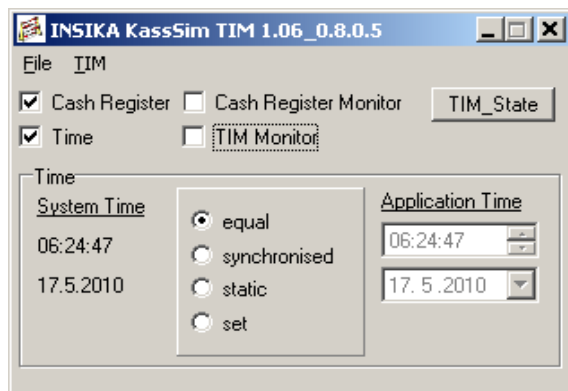 INSIKA KassSim TIM 1.06_0.8.0.5
File TIM
Cash Register Cash Register Monitor TIM_State
Time TIM Monitor
Time
System Time
06:24:47
17.5.2010
equal
synchronised
static
set
Application Time
06:24:47
17. 5 .2010